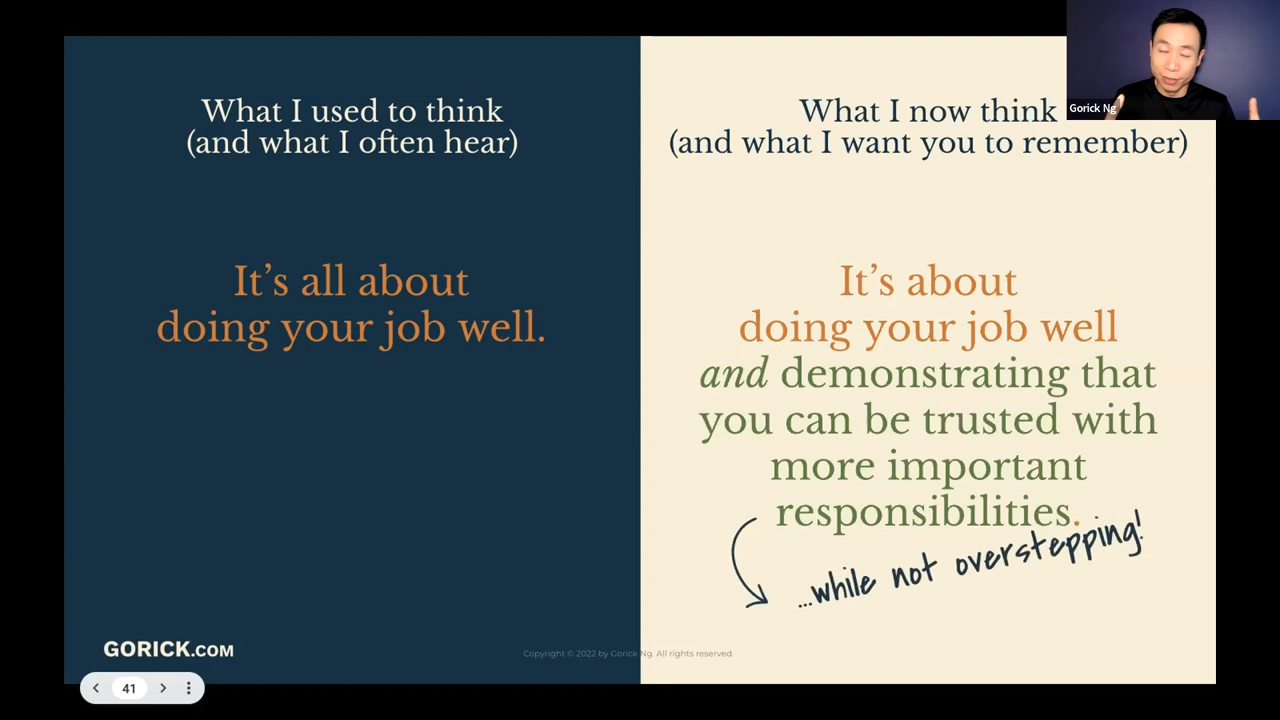 What I used to think
(and what I often hear)
It's all about
doing your job well.
What I now think
(and what I want you to remember)
It's about
doing your job well
and demonstrating that
you can be trusted with
more important
responsibilities.
...while not overstepping!
GORICK.COM
Copyright © 2022 by Gorick Ng. All rights reserved.
41
Gorick Ng